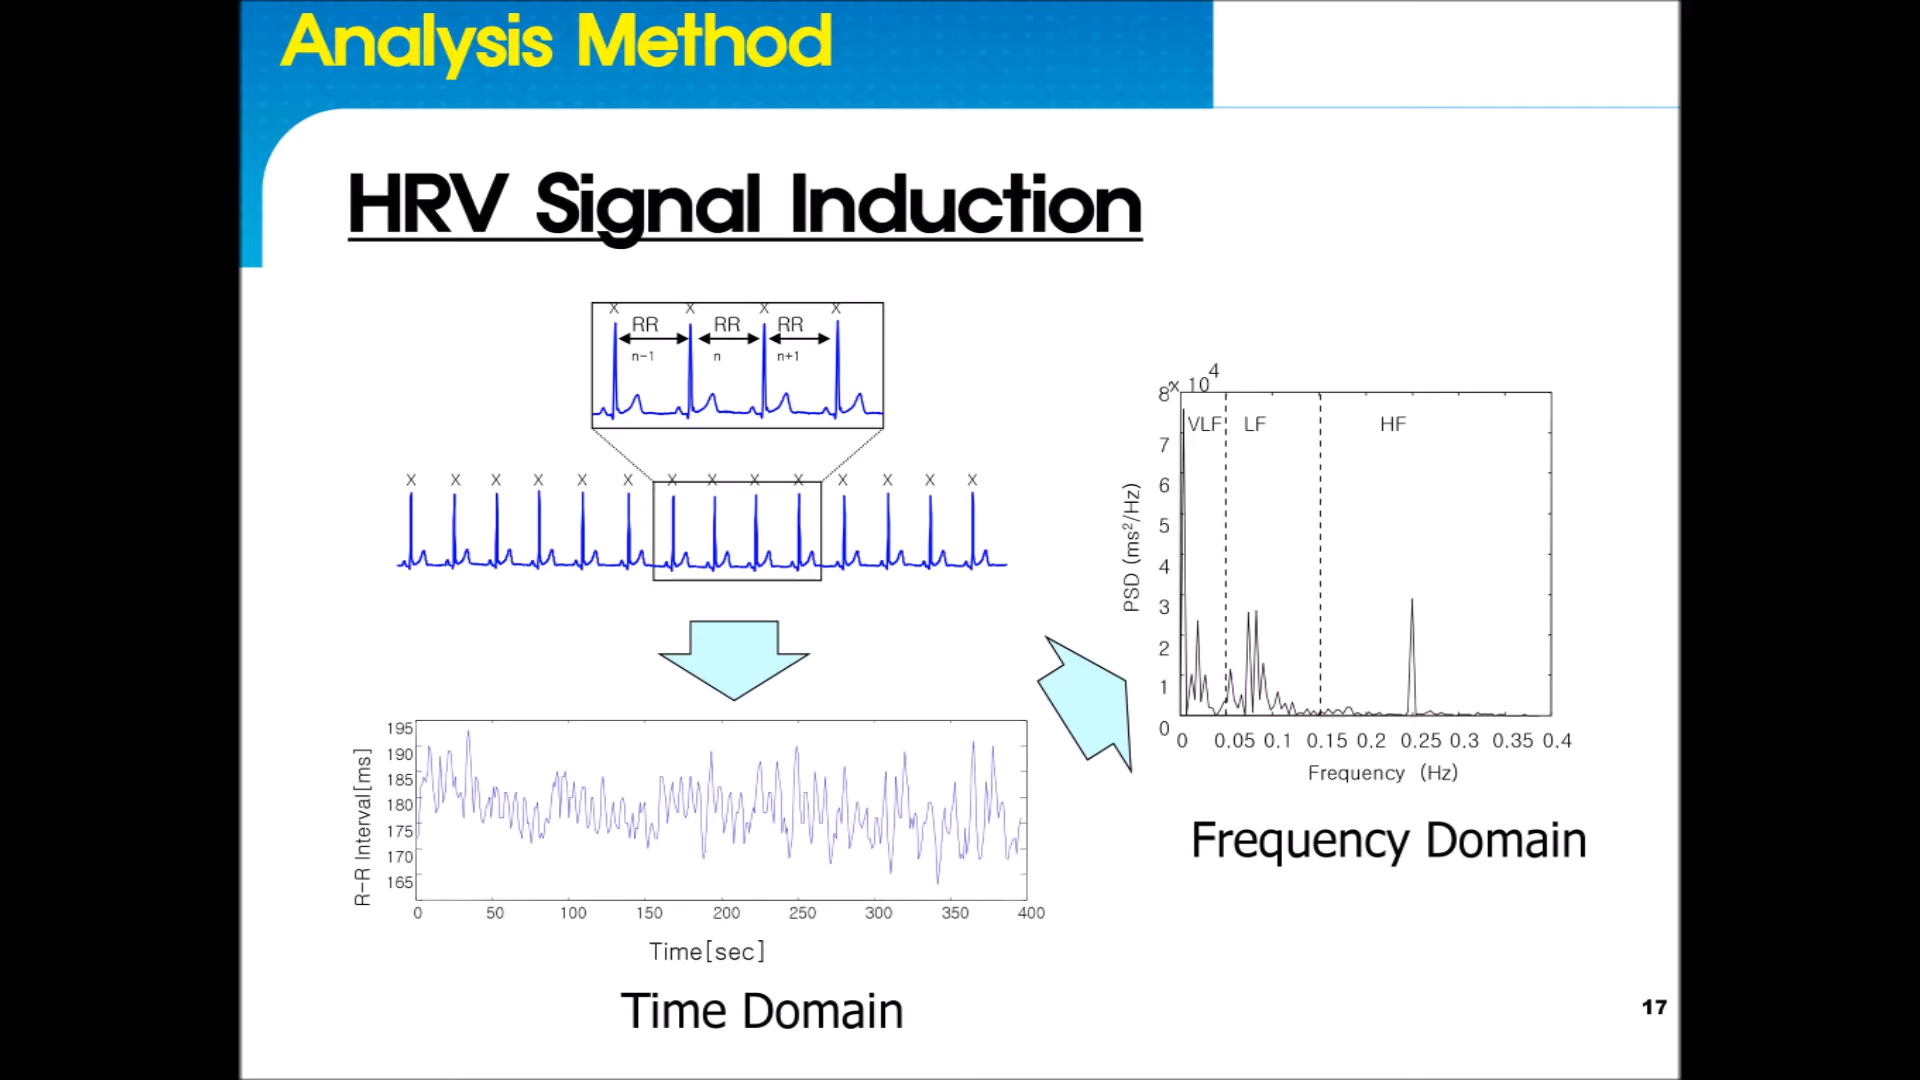 Analysis Method
HRV Signal Induction
X X X X
RR RR RR
n-1 n n+1
X X X X X X X X X X X X X X
195
190
185
180
175
170
165
R-R Interval[ms]
0 50 100 150 200 250 300 350 400
Time[sec]
Time Domain
8 x 10^4
VLF LF HF
7
6
5
4
3
2
1
0
PSD (ms²/Hz)
0 0.05 0.1 0.15 0.2 0.25 0.3 0.35 0.4
Frequency (Hz)
Frequency Domain
17